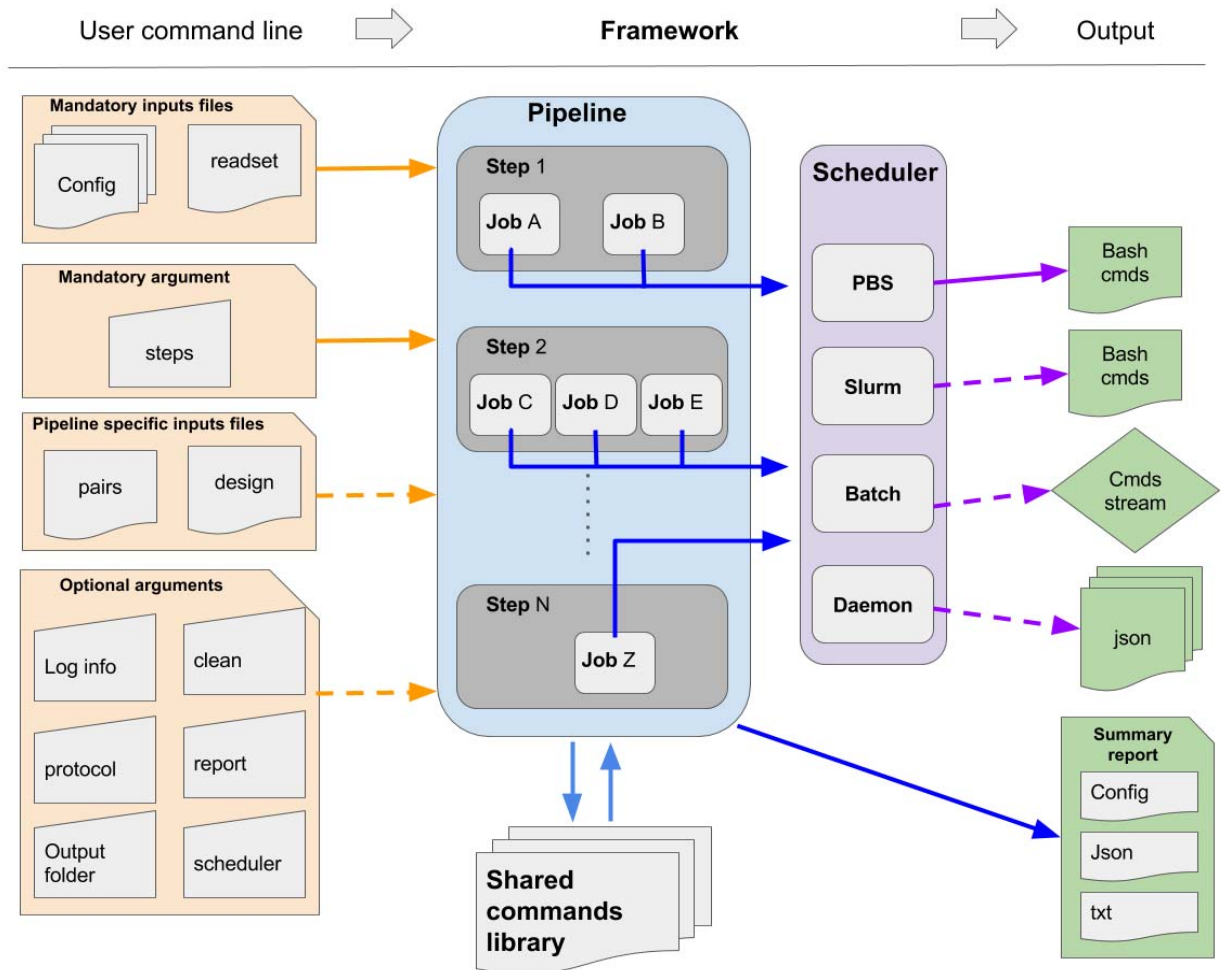 User command line
Framework
Output
Mandatory inputs files
Config
readset
Mandatory argument
steps
Pipeline specific inputs files
pairs
design
Optional arguments
Log info
clean
protocol
report
Output
folder
scheduler
Pipeline
Step 1
Job A
Job B
Step 2
Job C
Job D
Job E
Step N
Job Z
Shared
commands
library
Scheduler
PBS
Slurm
Batch
Daemon
Bash
cmds
Bash
cmds
Cmds
stream
json
Summary
report
Config
Json
txt